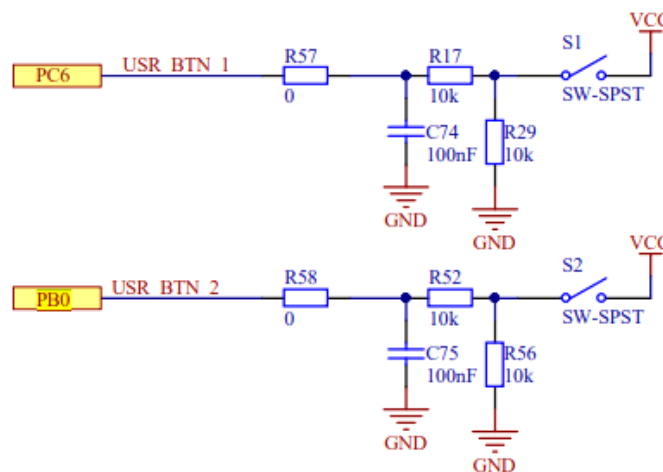 VCC
S1
R57
R17
USR_BTN_1
PC6
0
10k
SW-SPST
C74
100nF
R29
10k
GND
GND
VCC
S2
R58
R52
USR_BTN_2
PB0
0
10k
SW-SPST
C75
100nF
R56
10k
GND
GND